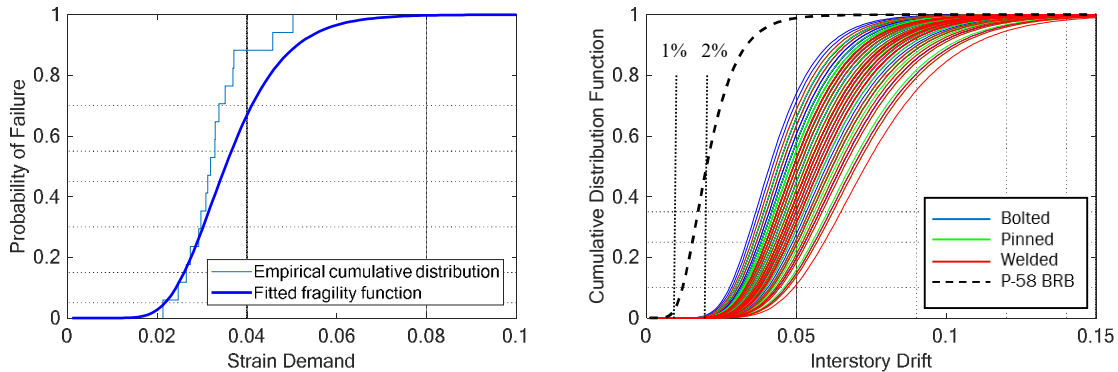 Probability of Failure
1
0.8
0.6
0.4
0.2
0
0
0.02
0.04
0.06
0.08
0.1
Strain Demand
Empirical cumulative distribution
Fitted fragility function
Cumulative Distribution Function
1
0.8
0.6
0.4
0.2
0
1%
2%
0
0.05
0.1
0.15
Interstory Drift
Bolted
Pinned
Welded
P-58 BRB